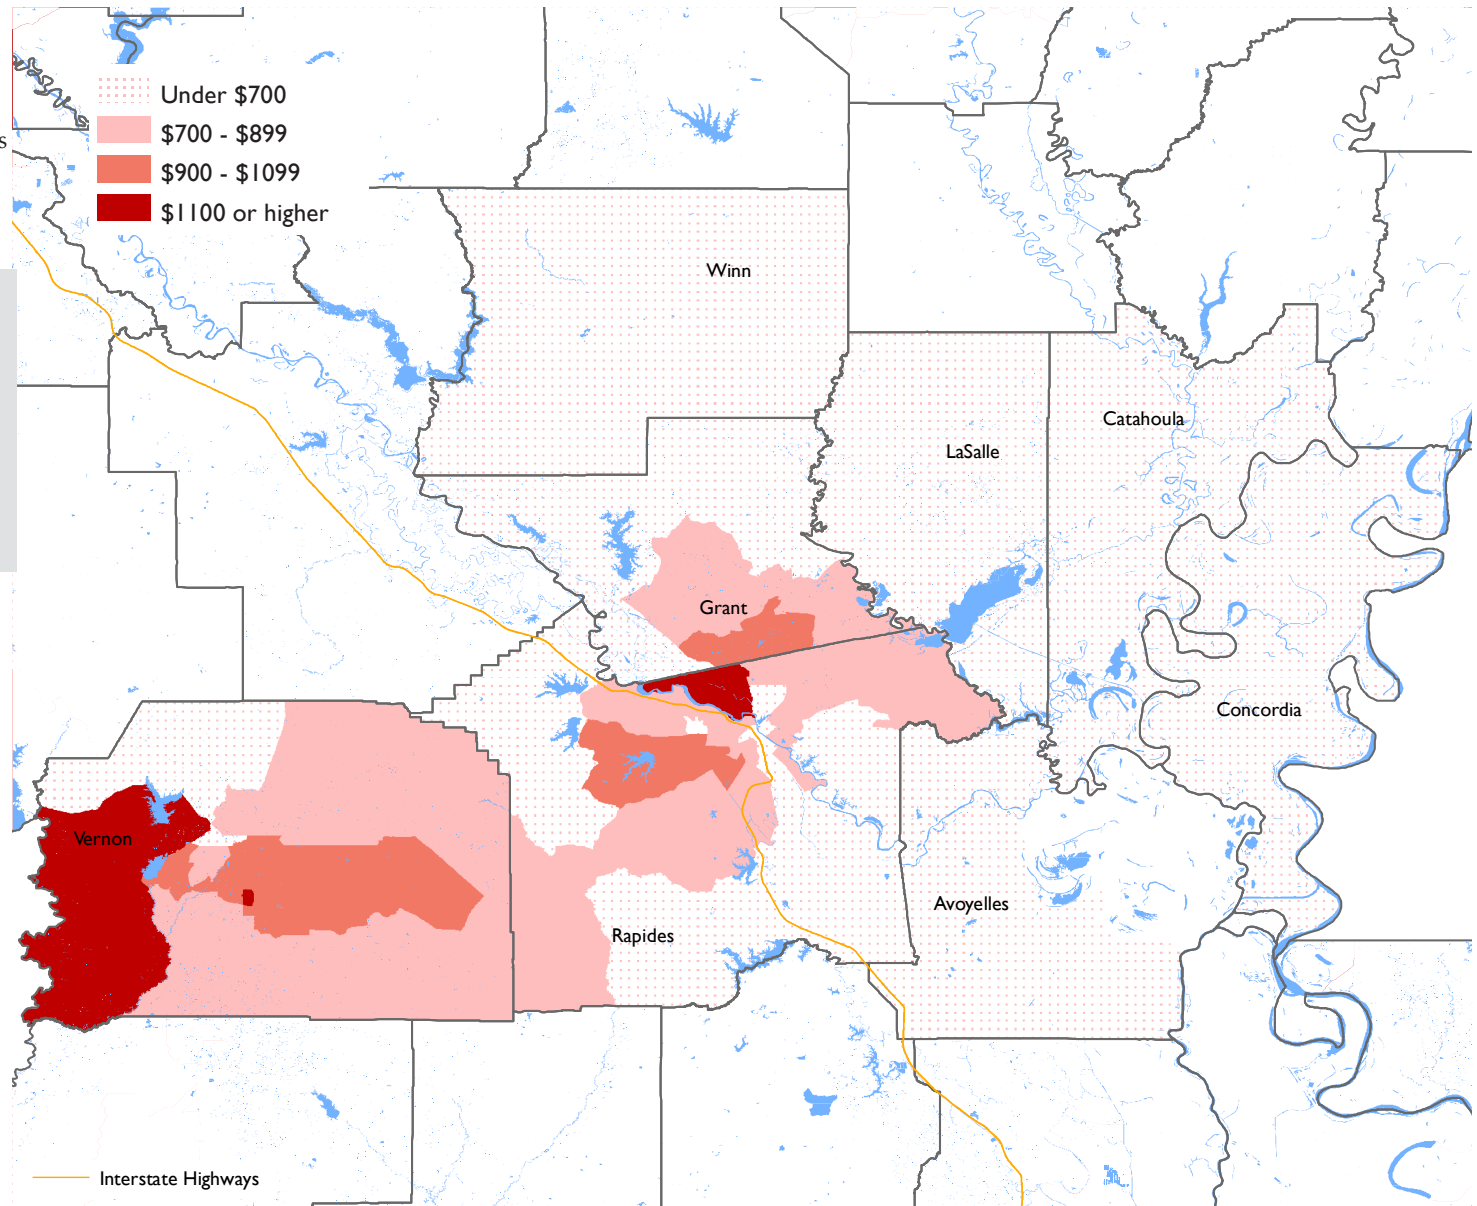 Under $700
s
$700 - $899
$900 - $1099
$1100 or higher
Winn
Catahoula
LaSalle
Grant
Concordia
Vernon
Avoyelles
Rapides
Interstate Highways